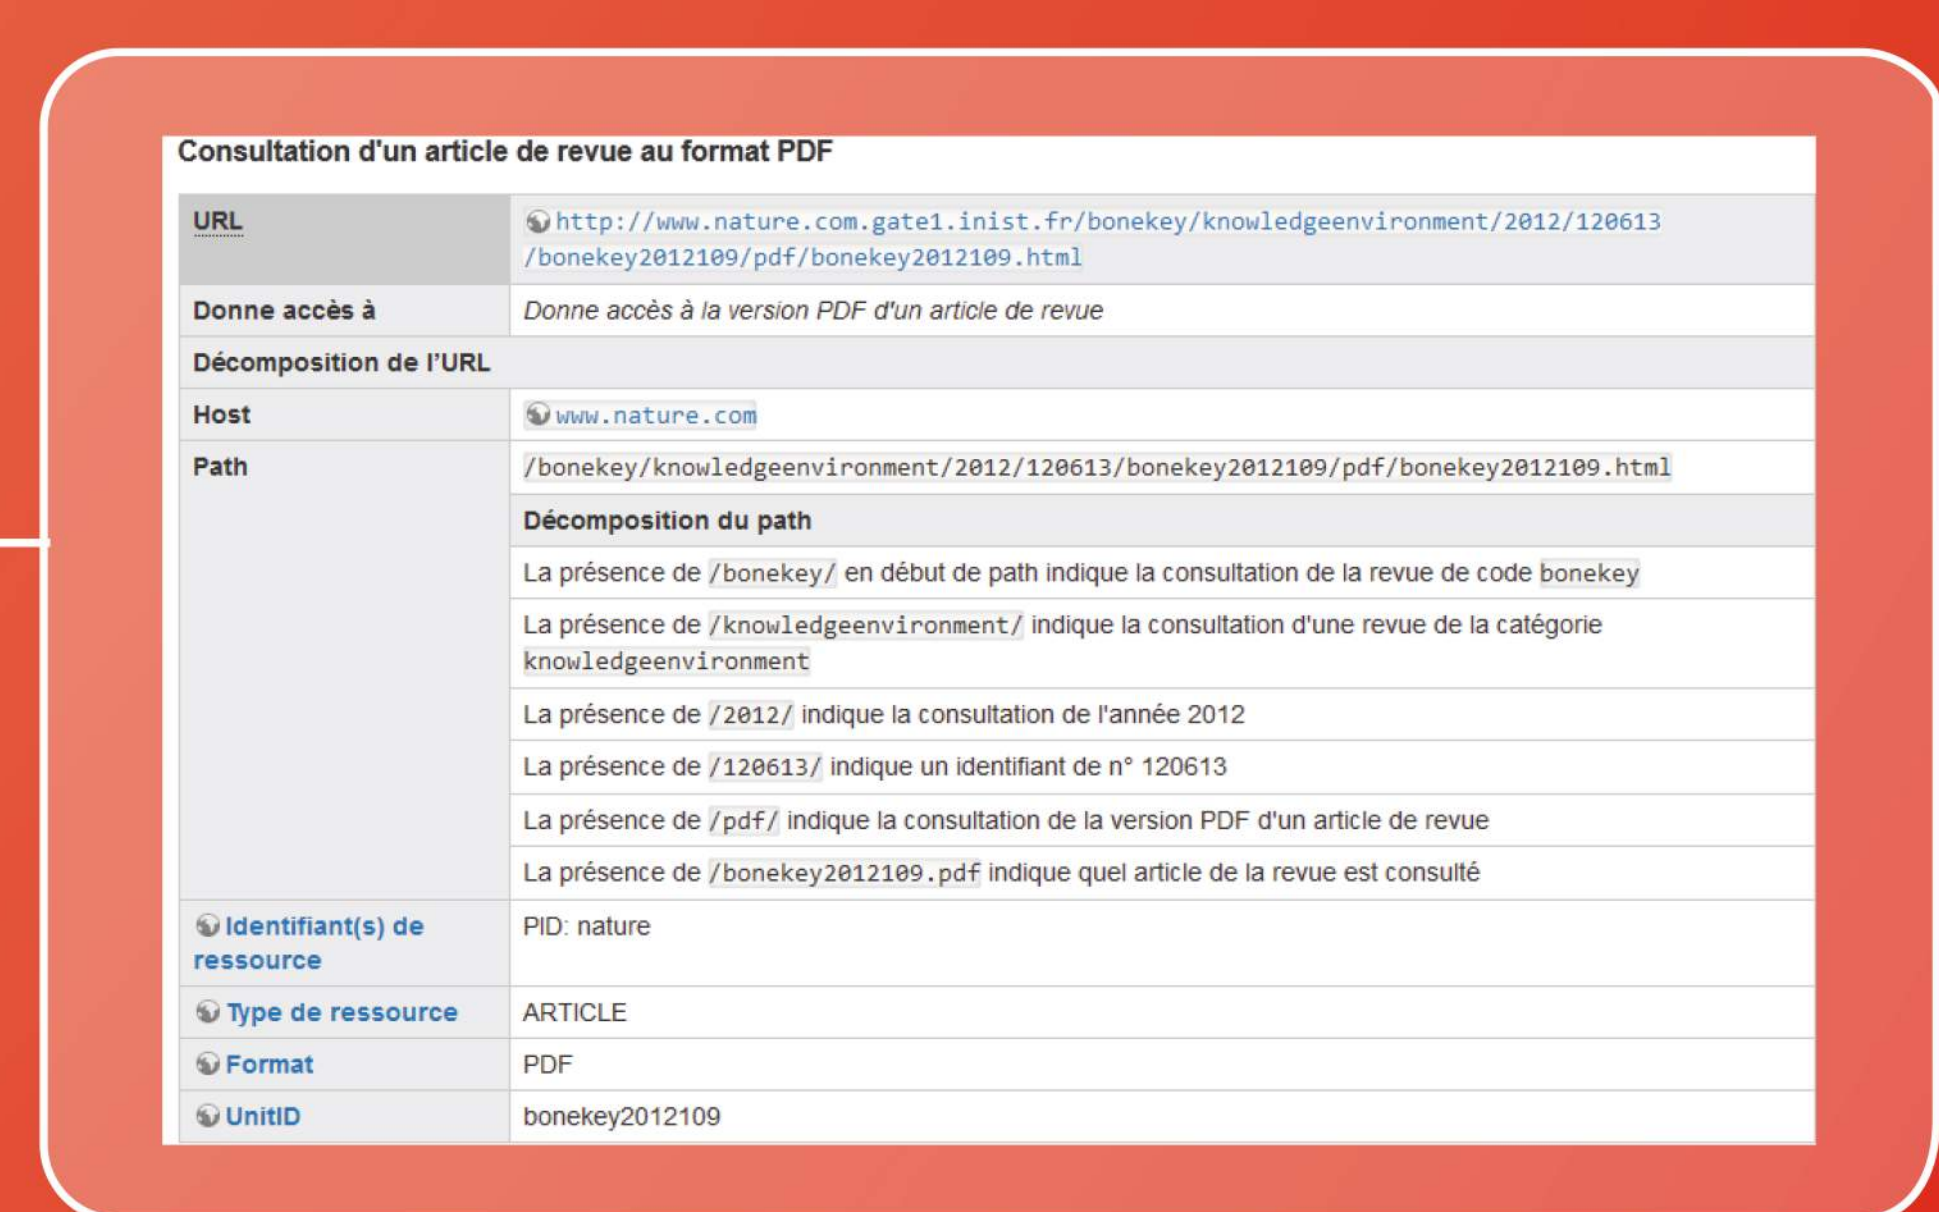 Consultation d'un article de revue au format PDF
URL
http://www.nature.com.gate1.inist.fr/bonekey/knowledgeenvironment/2012/120613
/bonekey2012109/pdf/bonekey2012109.html
Donne accès à
Donne accès à la version PDF d'un article de revue
Décomposition de l’URL
Host
www.nature.com
Path
/bonekey/knowledgeenvironment/2012/120613/bonekey2012109/pdf/bonekey2012109.html
Décomposition du path
La présence de /bonekey/ en début de path indique la consultation de la revue de code bonekey
La présence de /knowledgeenvironment/ indique la consultation d'une revue de la catégorie
knowledgeenvironment
La présence de /2012/ indique la consultation de l'année 2012
La présence de /120613/ indique un identifiant de n° 120613
La présence de /pdf/ indique la consultation de la version PDF d'un article de revue
La présence de /bonekey2012109.pdf indique quel article de la revue est consulté
Identifiant(s) de
ressource
PID: nature
Type de ressource
ARTICLE
Format
PDF
UnitID
bonekey2012109